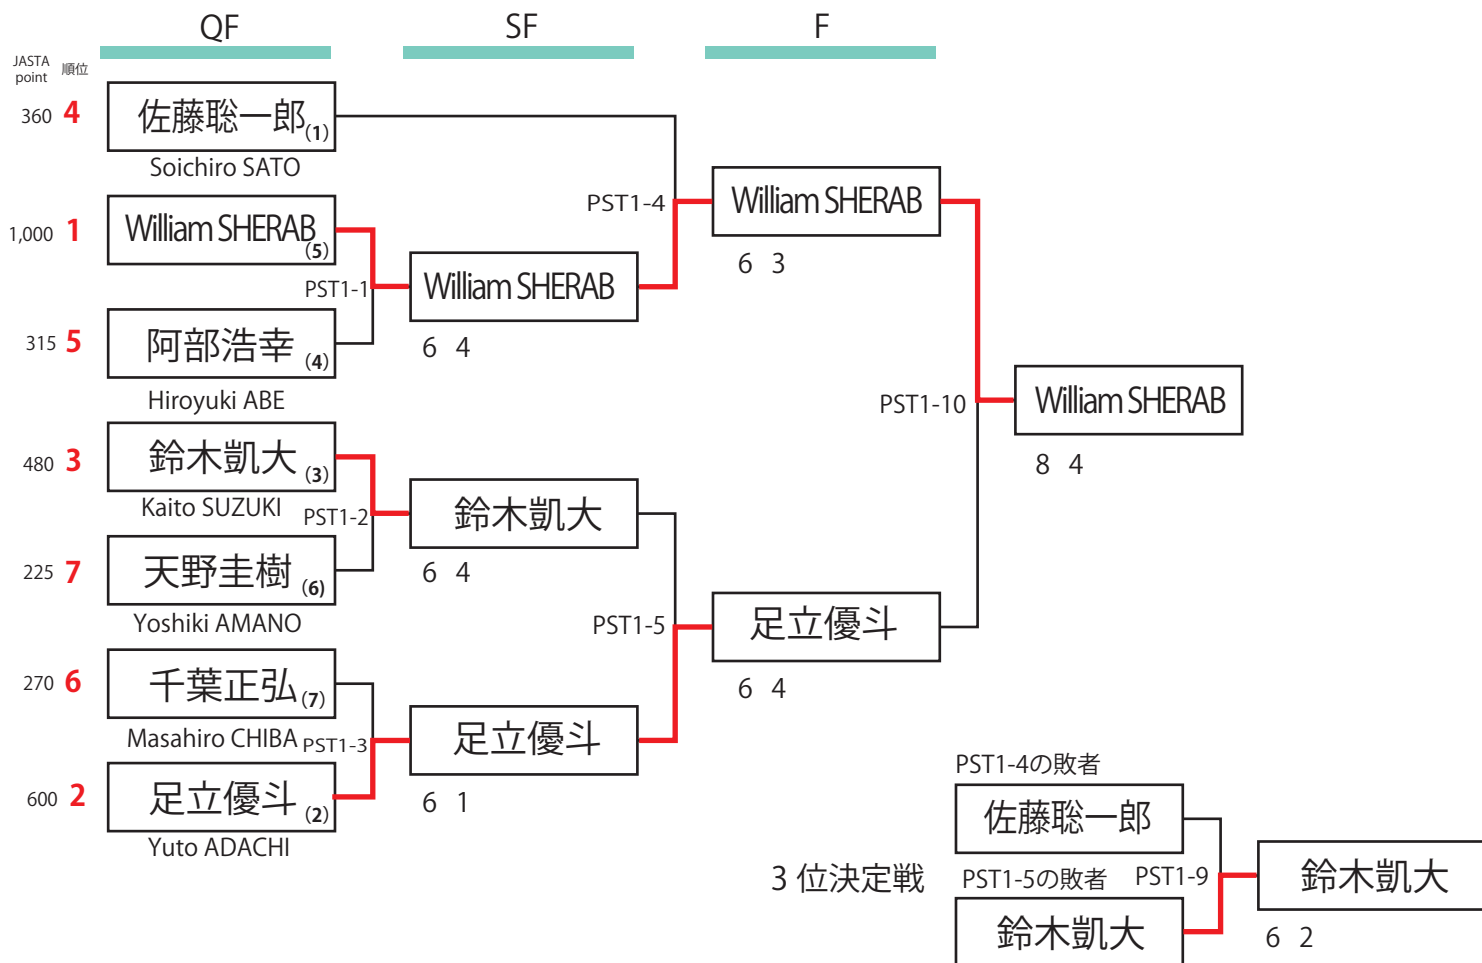 QF
SF
F
JASTA
point
順位
360 4
佐藤聡一郎(1)
Soichiro SATO
1,000 1
William SHERAB
(5)
PST1-1
315 5
阿部浩幸 (4)
Hiroyuki ABE
480 3
鈴木凱大 (3)
Kaito SUZUKI
PST1-2
225 7
天野圭樹 (6)
Yoshiki AMANO
270 6
千葉正弘 (7)
Masahiro CHIBA
PST1-3
600 2
足立優斗 (2)
Yuto ADACHI
William SHERAB
6 4
PST1-4
鈴木凱大
6 4
PST1-5
足立優斗
6 1
William SHERAB
6 3
足立優斗
6 4
PST1-10
William SHERAB
8 4
3 位決定戦
PST1-4の敗者
佐藤聡一郎
PST1-5の敗者
鈴木凱大
PST1-9
鈴木凱大
6 2